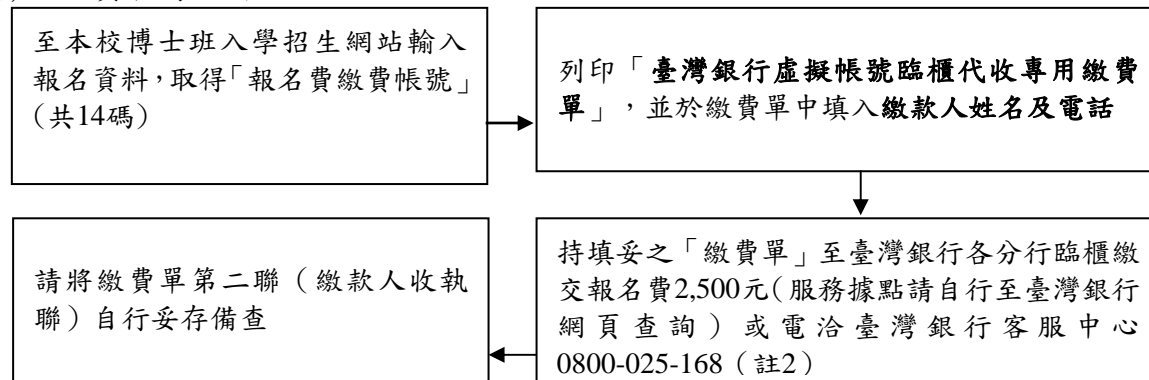 至本校博士班入學招生網站輸入
報名資料，取得「報名費繳費帳號」
(共14碼)
列印「臺灣銀行虛擬帳號臨櫃代收專用繳費
單」，並於繳費單中填入繳款人姓名及電話
持填妥之「繳費單」至臺灣銀行各分行臨櫃繳
交報名費2,500元(服務據點請自行至臺灣銀行
網頁查詢)或電洽臺灣銀行客服中心
0800-025-168（註2）
請將繳費單第二聯（繳款人收執
聯）自行妥存備查